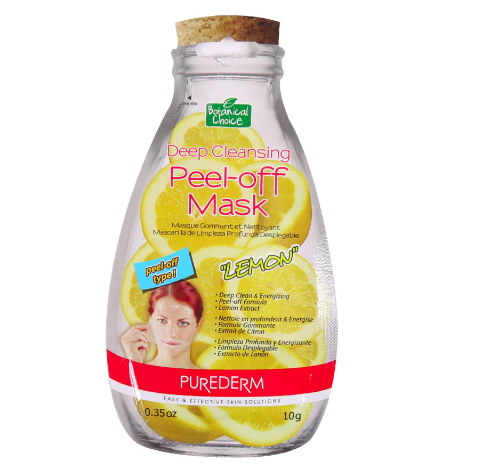 Botanical
Choice
Deep Cleansing
Peel-off
Mask
Masque Gommant et Nettoyant
Mascarilla de Limpieza Profunda Desplegable
peel-off
type!
"LEMON"
• Deep Clean & Energizing
• Peel-off Formula
• Lemon Extract
• Nettoie en profondeur & Energise
• Formule Gommante
• Extrait de Citron
• Limpieza Profunda y Energizante
• Fórmula Desplegable
• Extracto de Limón
PUREDERM
EASY & EFFECTIVE SKIN SOLUTIONS
0.35oz 10g